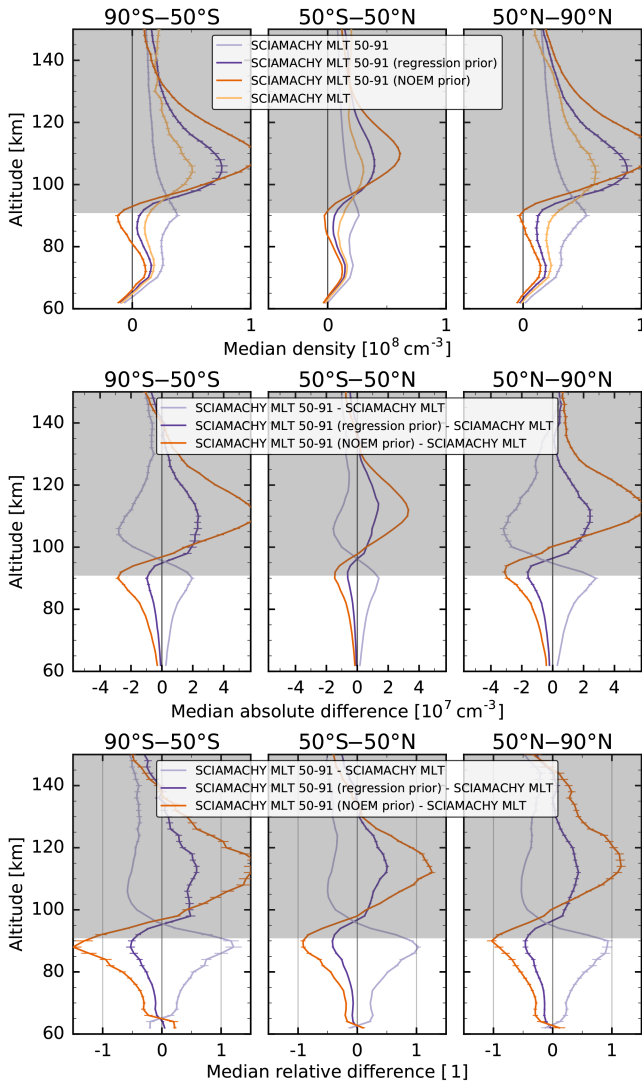 90°S−50°S 50°S−50°N 50°N−90°N
SCIAMACHY MLT 50-91
SCIAMACHY MLT 50-91 (regression prior)
SCIAMACHY MLT 50-91 (NOEM prior)
SCIAMACHY MLT
Altitude [km]
140
120
100
80
60
0 1 0 1 0 1
Median density [10⁸ cm⁻³]
90°S−50°S 50°S−50°N 50°N−90°N
SCIAMACHY MLT 50-91 - SCIAMACHY MLT
SCIAMACHY MLT 50-91 (regression prior) - SCIAMACHY MLT
SCIAMACHY MLT 50-91 (NOEM prior) - SCIAMACHY MLT
Altitude [km]
140
120
100
80
60
-4 -2 0 2 4 -4 -2 0 2 4 -4 -2 0 2 4
Median absolute difference [10⁷ cm⁻³]
90°S−50°S 50°S−50°N 50°N−90°N
SCIAMACHY MLT 50-91 - SCIAMACHY MLT
SCIAMACHY MLT 50-91 (regression prior) - SCIAMACHY MLT
SCIAMACHY MLT 50-91 (NOEM prior) - SCIAMACHY MLT
Altitude [km]
140
120
100
80
60
-1 0 1 -1 0 1 -1 0 1
Median relative difference [1]